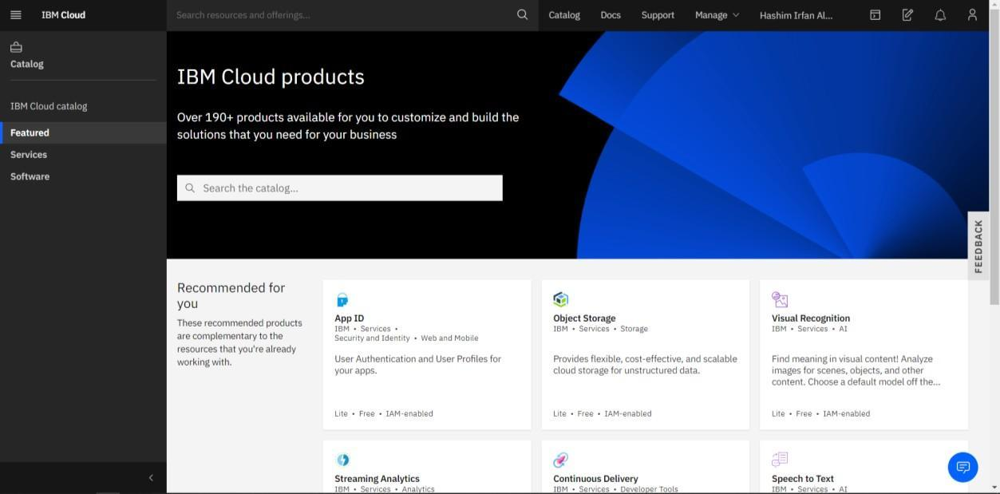 IBM Cloud
Search resources and offerings...
Catalog
Docs
Support
Manage
Hashim Irfan Al...
Catalog
IBM Cloud catalog
Featured
Services
Software
IBM Cloud products
Over 190+ products available for you to customize and build the
solutions that you need for your business
Search the catalog...
FEEDBACK
Recommended for
you
These recommended products
are complementary to the
resources that you're already
working with.
App ID
IBM • Services •
Security and Identity • Web and Mobile
User Authentication and User Profiles for
your apps.
Lite • Free • IAM-enabled
Object Storage
IBM • Services • Storage
Provides flexible, cost-effective, and scalable
cloud storage for unstructured data.
Lite • Free • IAM-enabled
Visual Recognition
IBM • Services • AI
Find meaning in visual content! Analyze
images for scenes, objects, and other
content. Choose a default model off the...
Lite • Free • IAM-enabled
Streaming Analytics
IBM • Services • Analytics
Continuous Delivery
IBM • Services • Developer Tools
Speech to Text
IBM • Services • AI